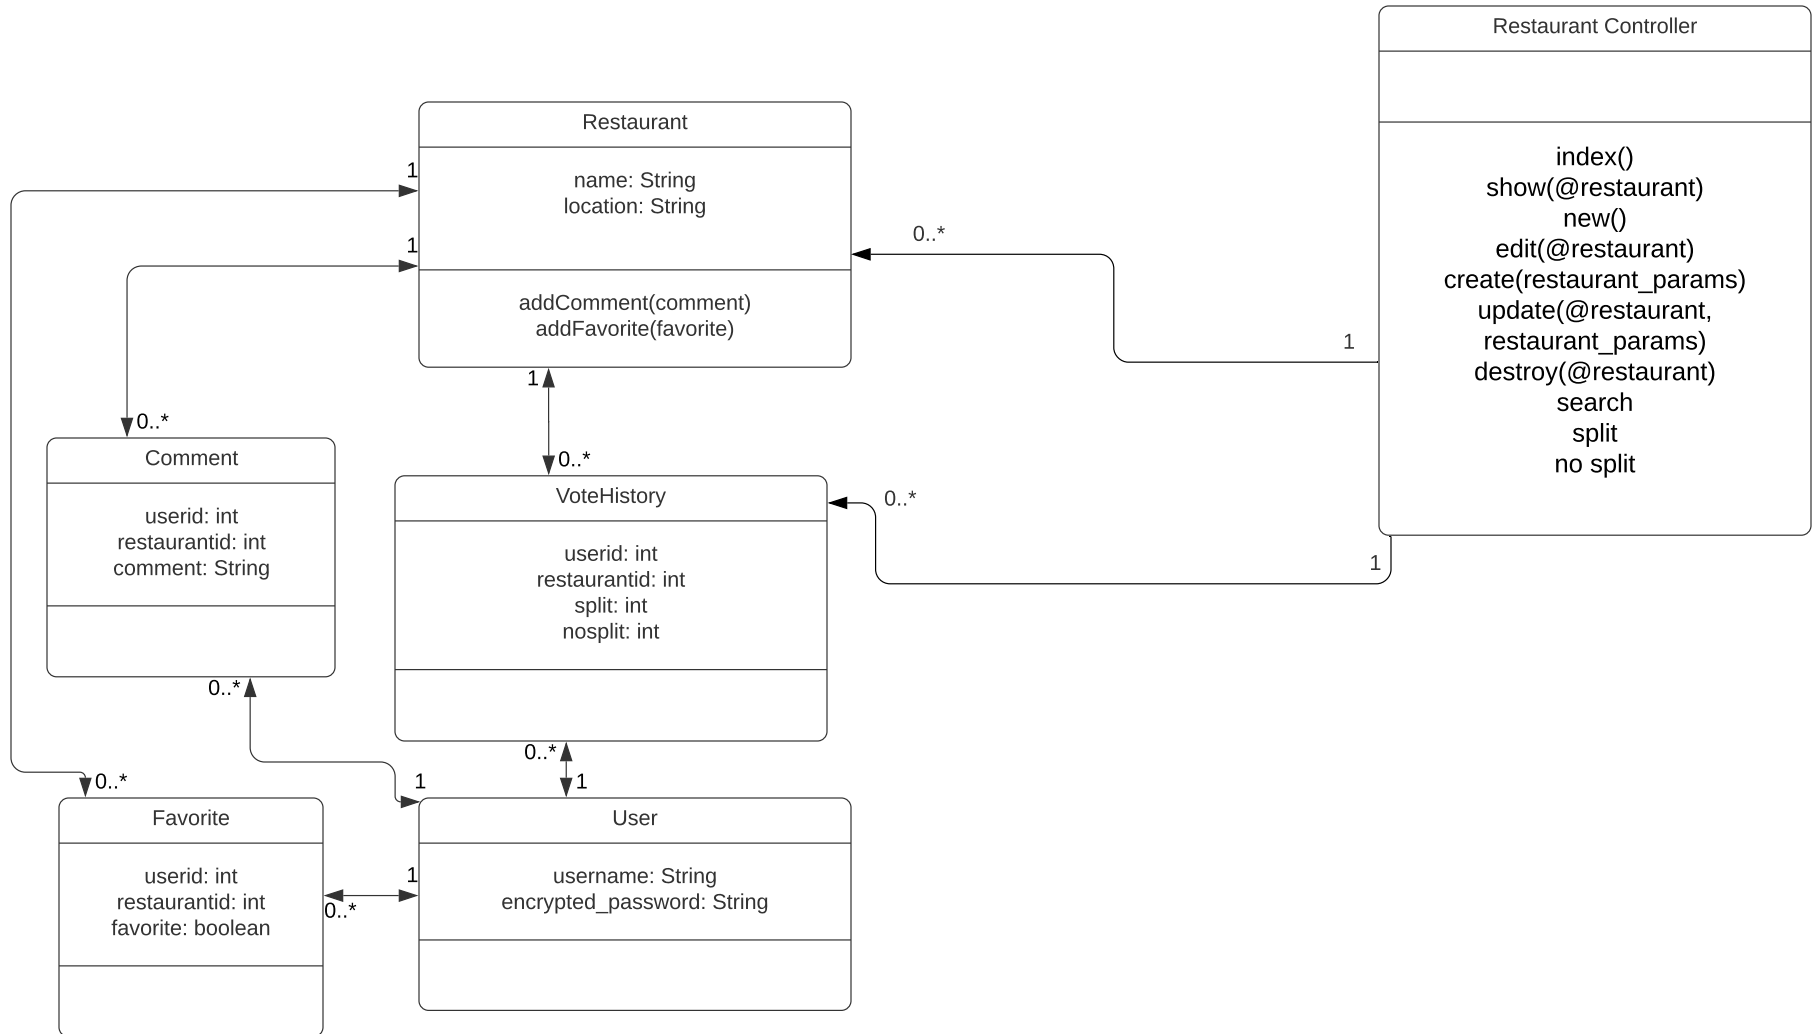 Restaurant Controller
index()
show(@restaurant)
new()
edit(@restaurant)
create(restaurant_params)
update(@restaurant,
restaurant_params)
destroy(@restaurant)
search
split
no split
Restaurant
name: String
location: String
addComment(comment)
addFavorite(favorite)
1
1
0..*
1
1
0..*
0..*
Comment
userid: int
restaurantid: int
comment: String
VoteHistory
userid: int
restaurantid: int
split: int
nosplit: int
0..*
1
0..*
0..*
1
1
0..*
Favorite
userid: int
restaurantid: int
favorite: boolean
1
0..*
User
username: String
encrypted_password: String